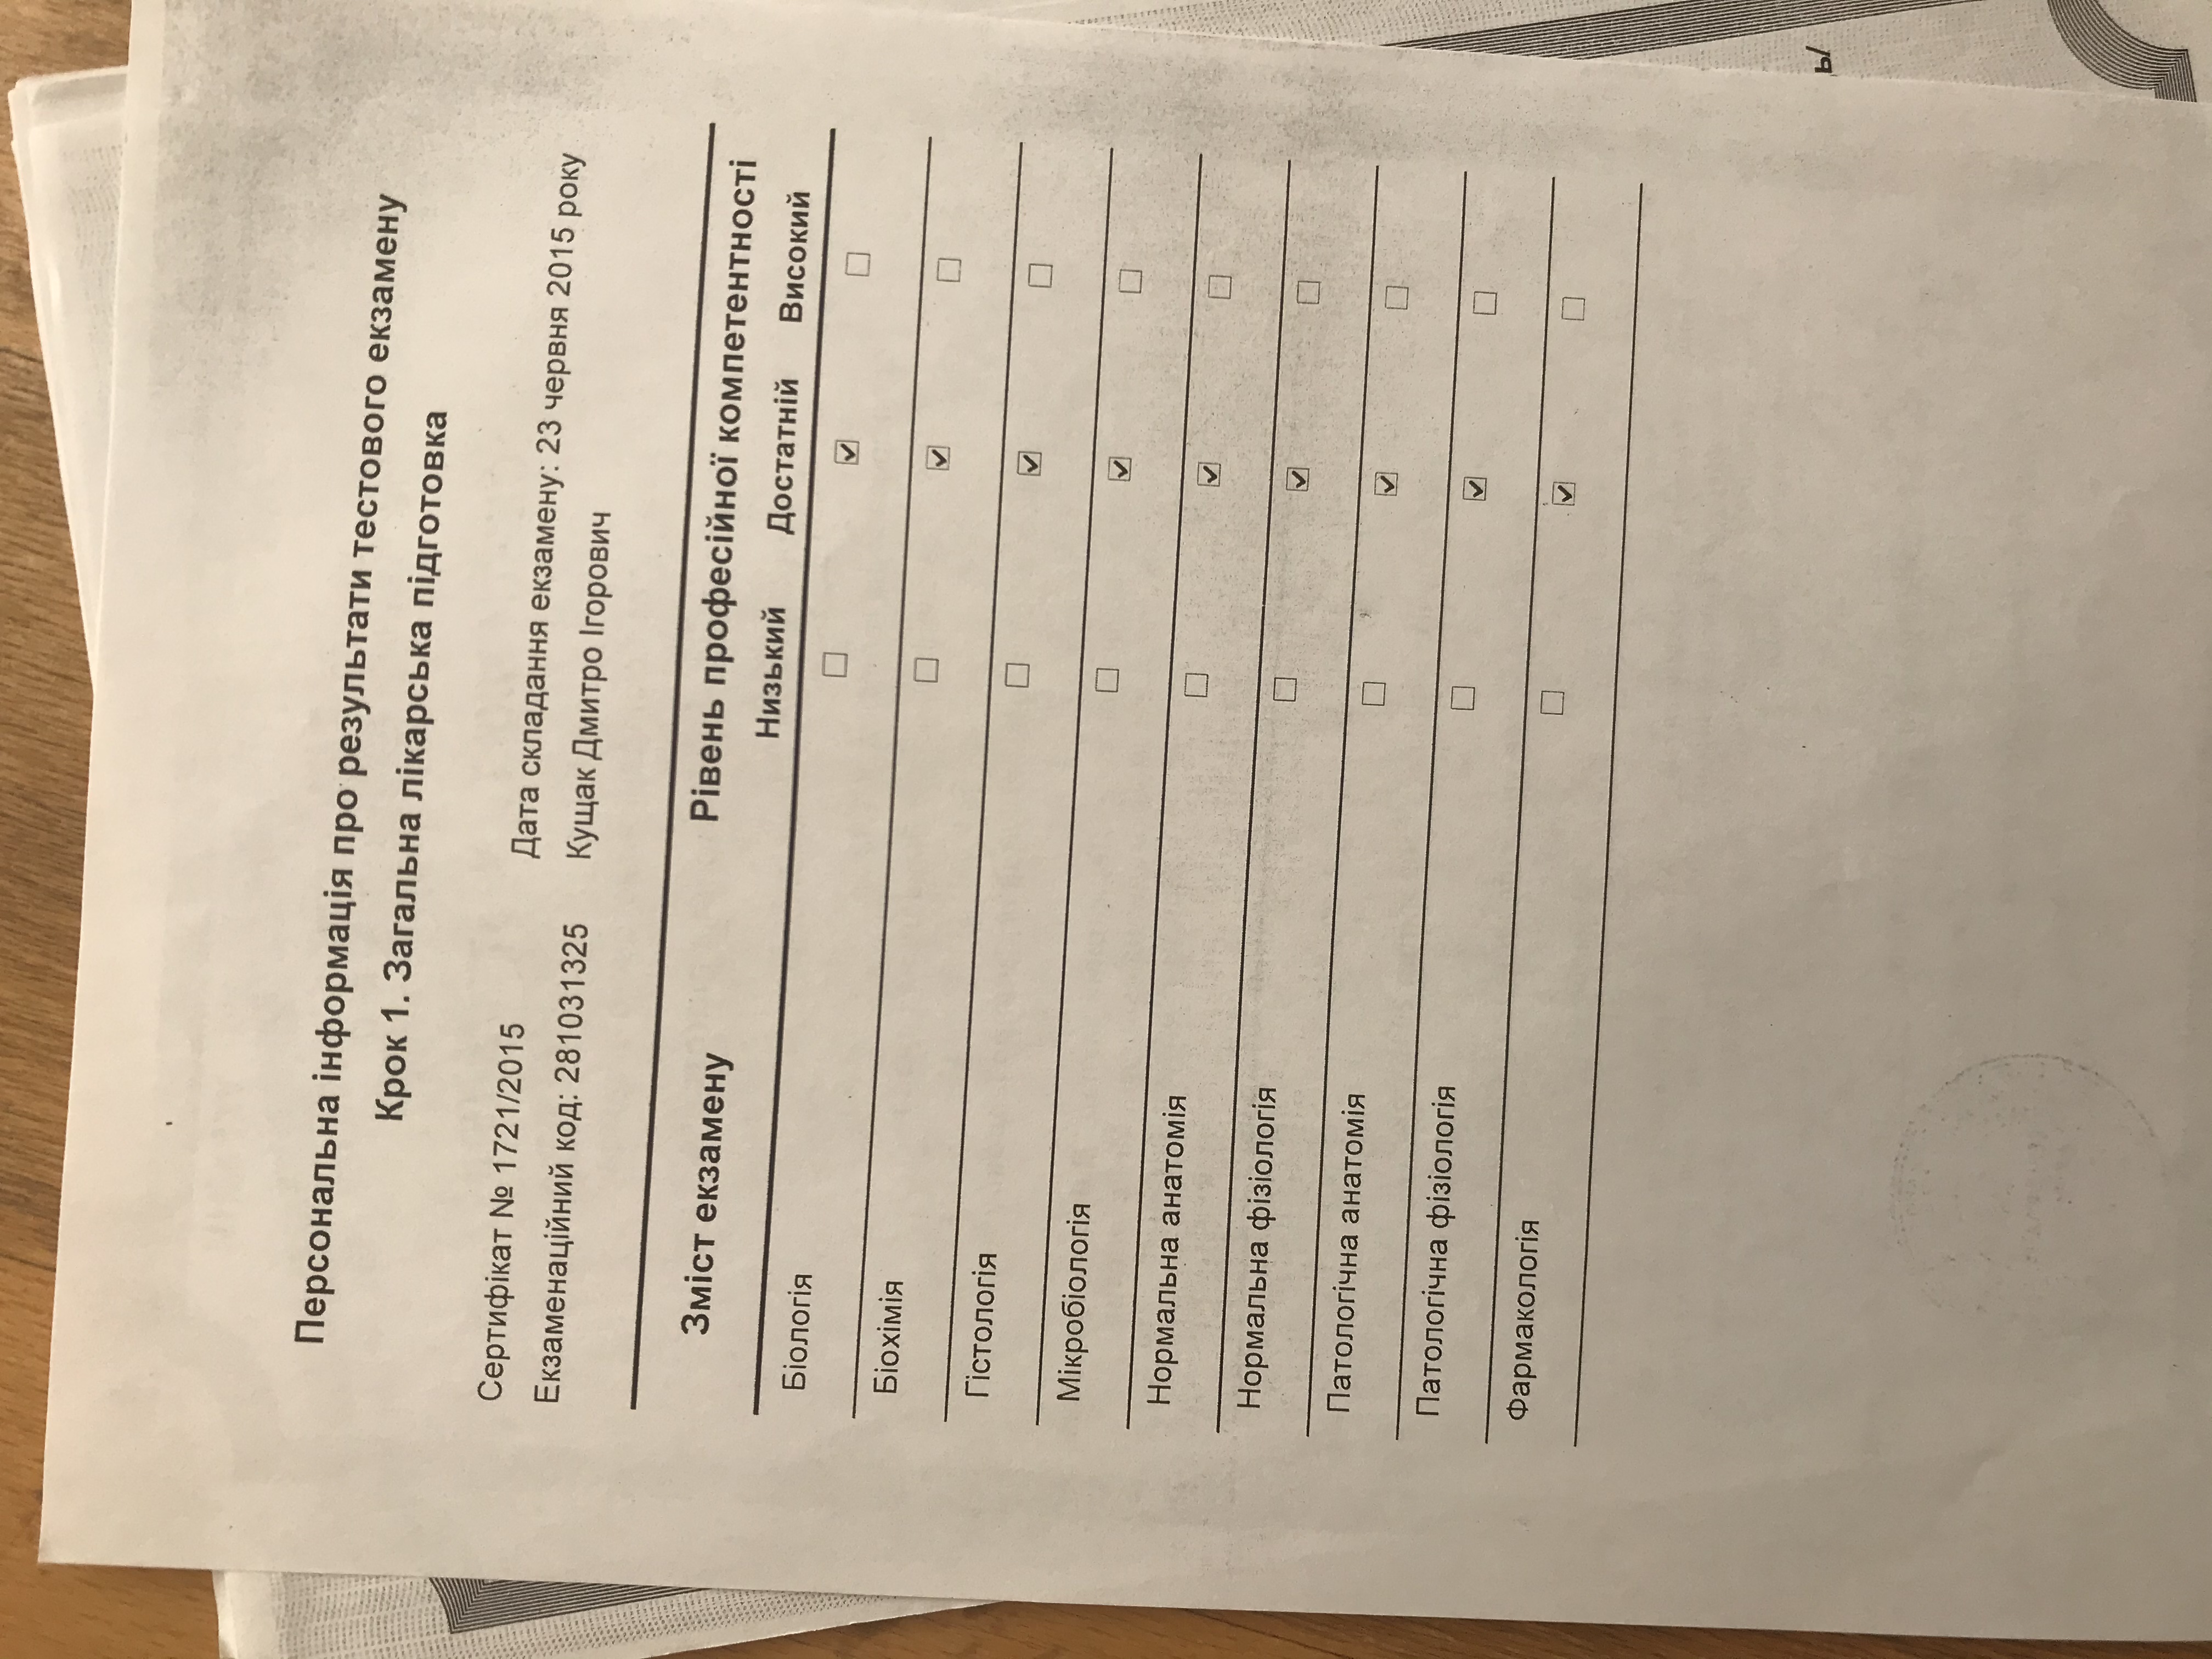 Персональна інформація про результати тестового екзамену
Крок 1. Загальна лікарська підготовка
Сертифікат № 1721/2015
Дата складання екзамену: 23 червня 2015 року
Екзаменаційний код: 281031325
Кущак Дмитро Ігорович
Зміст екзамену
Рівень професійної компетентності
Низький Достатній Високий
Біологія
Біохімія
Гістологія
Мікробіологія
Нормальна анатомія
Нормальна фізіологія
Патологічна анатомія
Патологічна фізіологія
Фармакологія